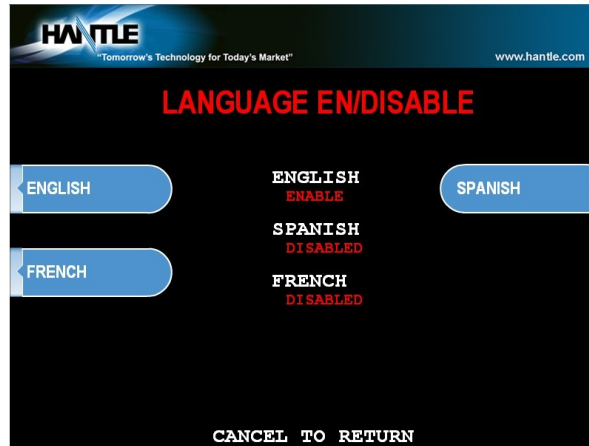 HANTLE
"Tomorrow's Technology for Today's Market"
www.hantle.com
LANGUAGE EN/DISABLE
ENGLISH
FRENCH
ENGLISH
ENABLE
SPANISH
DISABLED
FRENCH
DISABLED
SPANISH
CANCEL TO RETURN